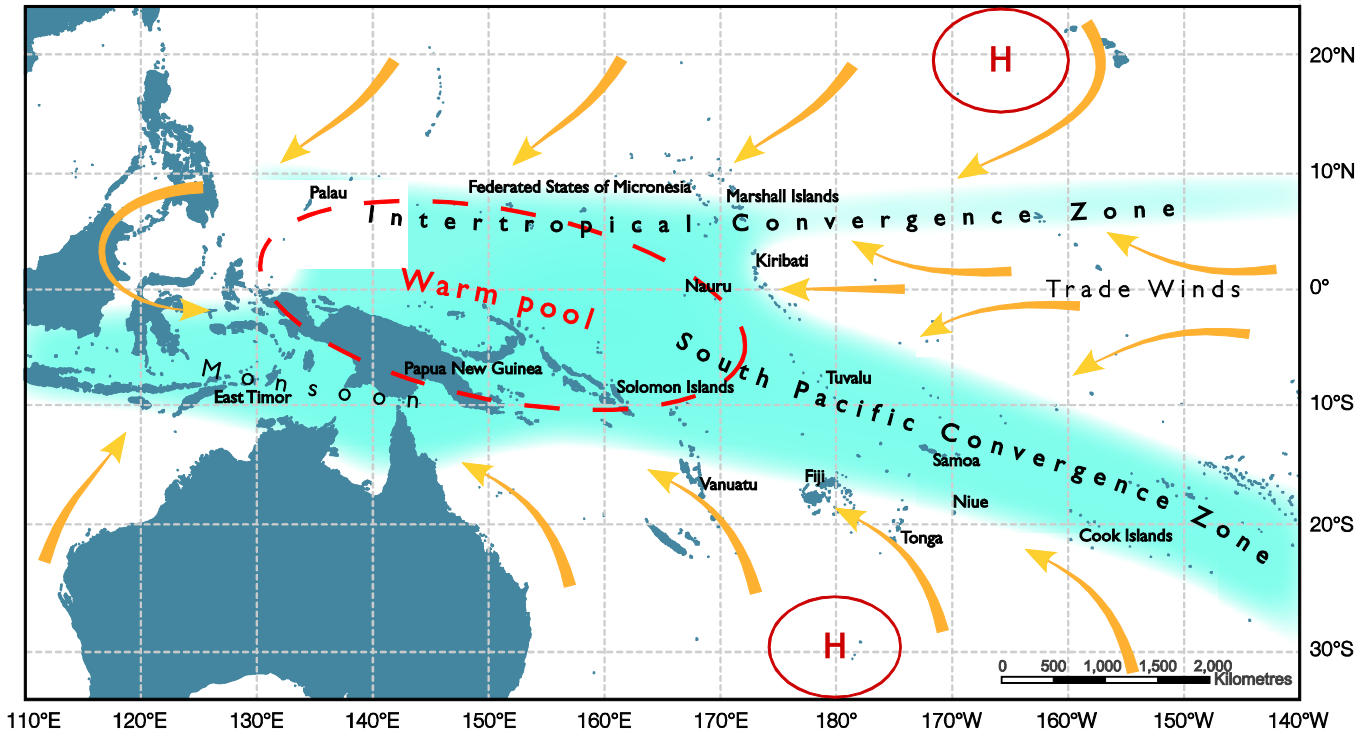 H
20°N
10°N
Palau
Federated States of Micronesia
Marshall Islands
Intertropical Convergence Zone
Kiribati
Warm pool
Nauru
Trade Winds
0°
South Pacific Convergence Zone
Monsoon
Papua New Guinea
East Timor
Solomon Islands
Tuvalu
10°S
Samoa
Vanuatu
Fiji
Niue
20°S
Tonga
Cook Islands
H
30°S
0 500 1,000 1,500 2,000
Kilometres
110°E 120°E 130°E 140°E 150°E 160°E 170°E 180° 170°W 160°W 150°W 140°W